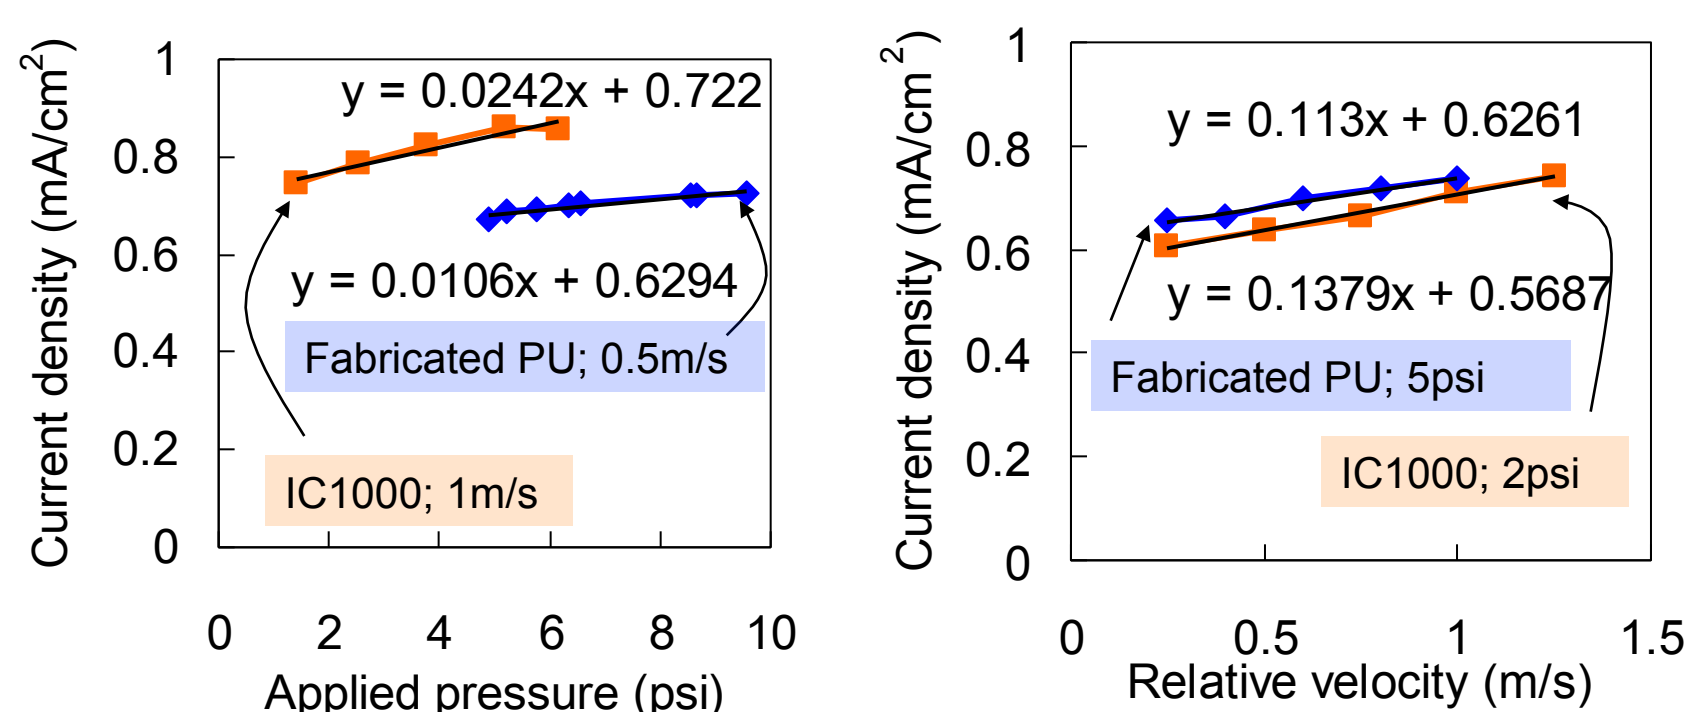 Current density (mA/cm²)
1
0.8
0.6
0.4
0.2
0
y = 0.0242x + 0.722
y = 0.0106x + 0.6294
Fabricated PU; 0.5m/s
IC1000; 1m/s
0 2 4 6 8 10
Applied pressure (psi)
Current density (mA/cm²)
1
0.8
0.6
0.4
0.2
0
y = 0.113x + 0.6261
y = 0.1379x + 0.5687
Fabricated PU; 5psi
IC1000; 2psi
0 0.5 1 1.5
Relative velocity (m/s)